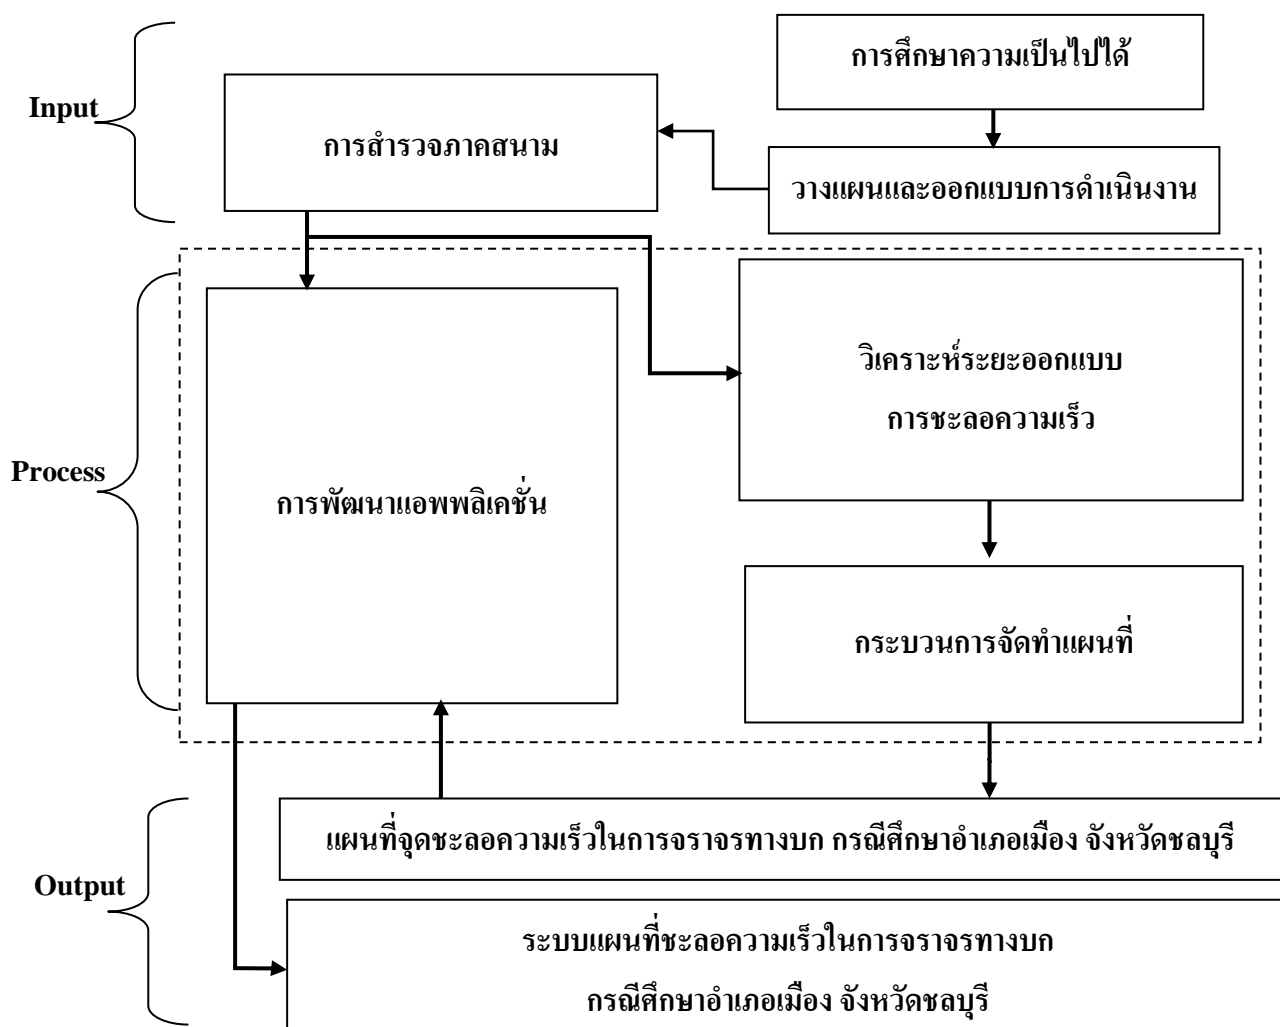 Input
การศึกษาความเป็นไปได้
การสำรวจภาคสนาม
วางแผนและออกแบบการดำเนินงาน
Process
วิเคราะห์ระยะออกแบบ
การชะลอความเร็ว
การพัฒนาแอพพลิเคชั่น
กระบวนการจัดทำแผนที่
Output
แผนที่จุดชะลอความเร็วในการจราจรทางบก กรณีศึกษาอำเภอเมือง จังหวัดชลบุรี
ระบบแผนที่ชะลอความเร็วในการจราจรทางบก
กรณีศึกษาอำเภอเมือง จังหวัดชลบุรี